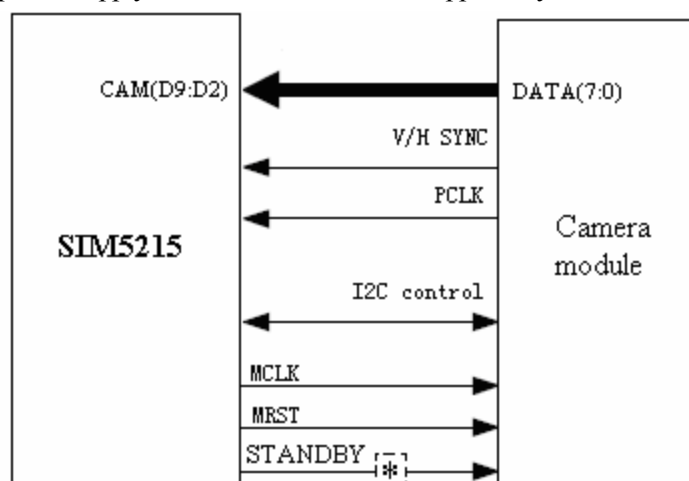 CAM(D9:D2)
DATA(7:0)
V/H SYNC
PCLK
SIM5215
Camera
module
I2C control
MCLK
MRST
STANDBY
*